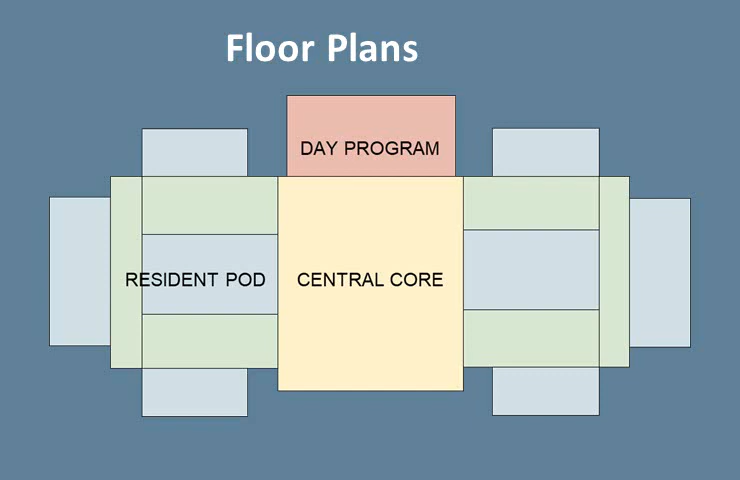 Floor Plans
DAY PROGRAM
RESIDENT POD
CENTRAL CORE